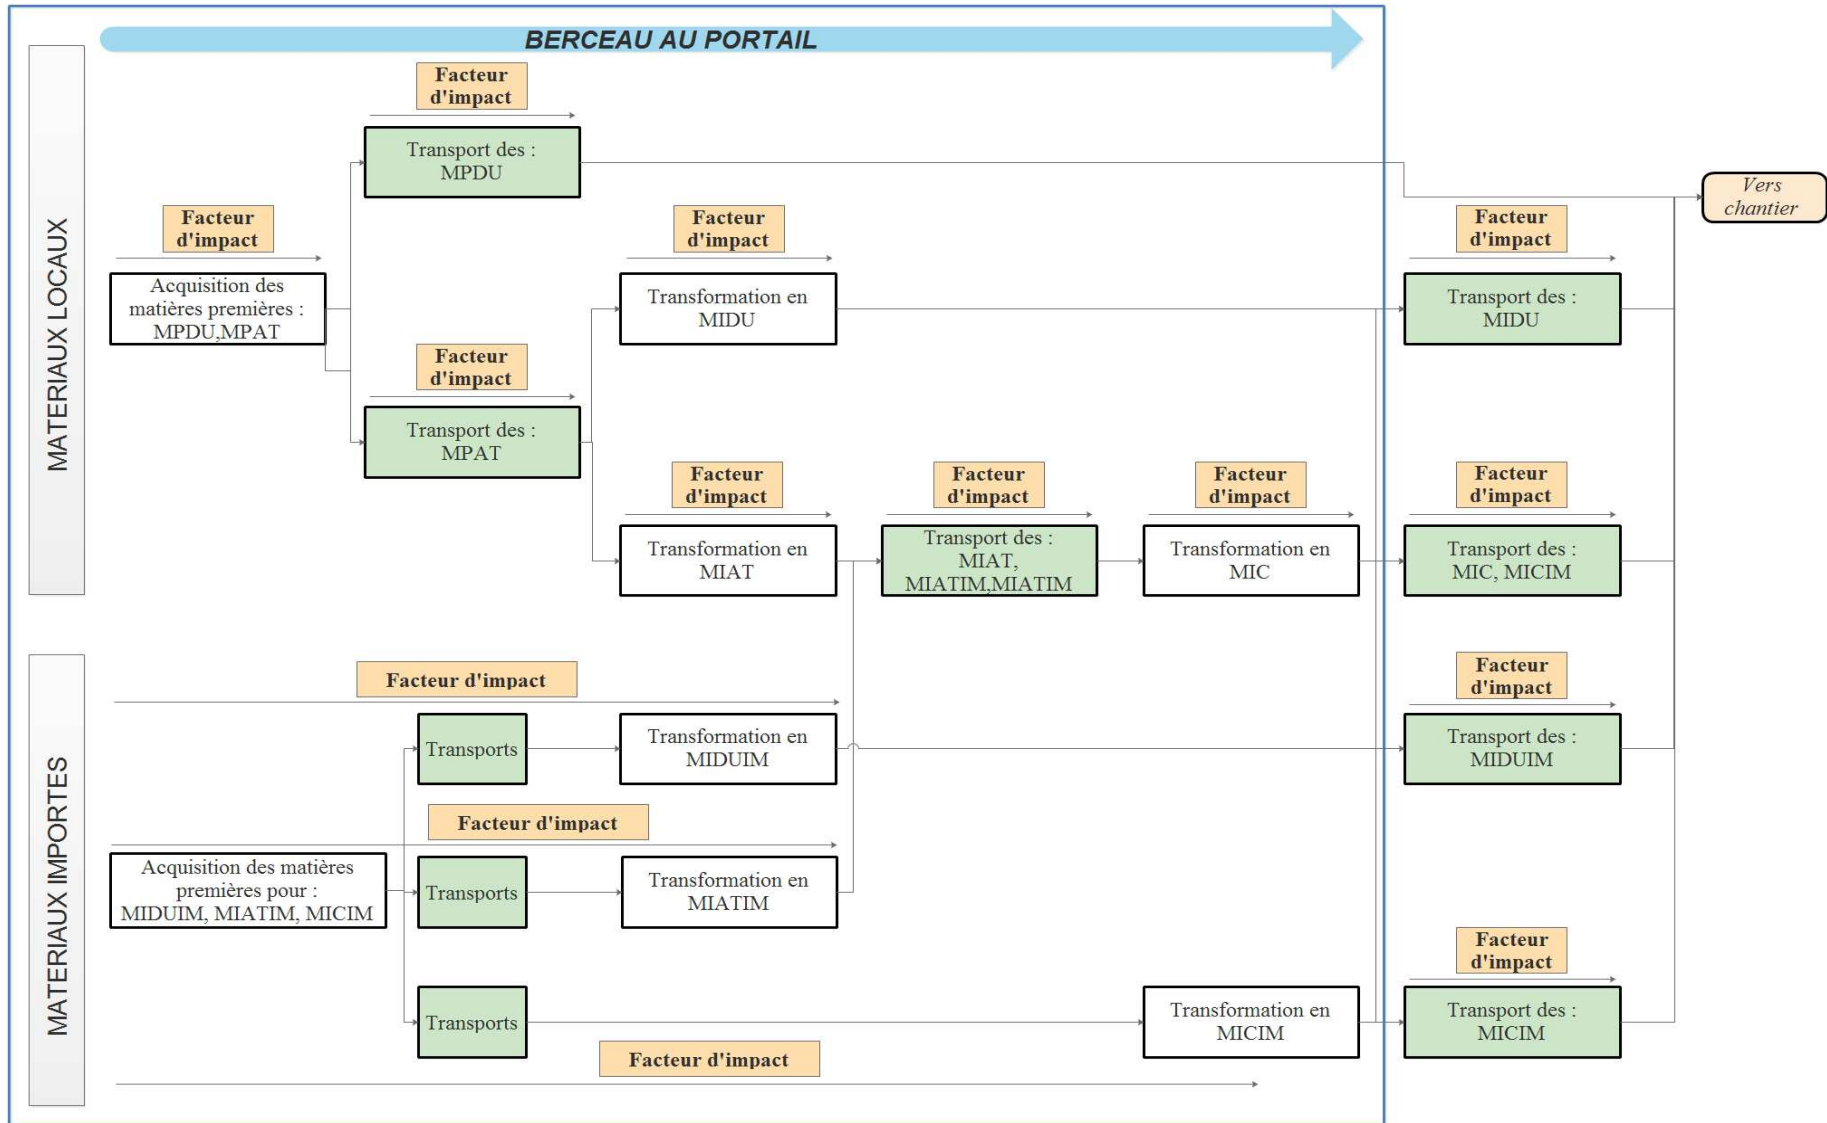 BERCEAU AU PORTAIL
MATERIAUX LOCAUX
Facteur
d'impact
Transport des :
MPDU
Vers
chantier
Facteur
d'impact
Acquisition des
matières premières :
MPDU,MPAT
Facteur
d'impact
Transformation en
MIDU
Facteur
d'impact
Transport des :
MIDU
Facteur
d'impact
Transport des :
MPAT
Facteur
d'impact
Transformation en
MIAT
Facteur
d'impact
Transport des :
MIAT,
MIATIM,MIATIM
Facteur
d'impact
Transformation en
MIC
Facteur
d'impact
Transport des :
MIC, MICIM
MATERIAUX IMPORTES
Facteur d'impact
Transports
Transformation en
MIDUIM
Facteur
d'impact
Transport des :
MIDUIM
Facteur d'impact
Acquisition des matières
premières pour :
MIDUIM, MIATIM, MICIM
Transports
Transformation en
MIATIM
Transports
Transformation en
MICIM
Facteur
d'impact
Transport des :
MICIM
Facteur d'impact